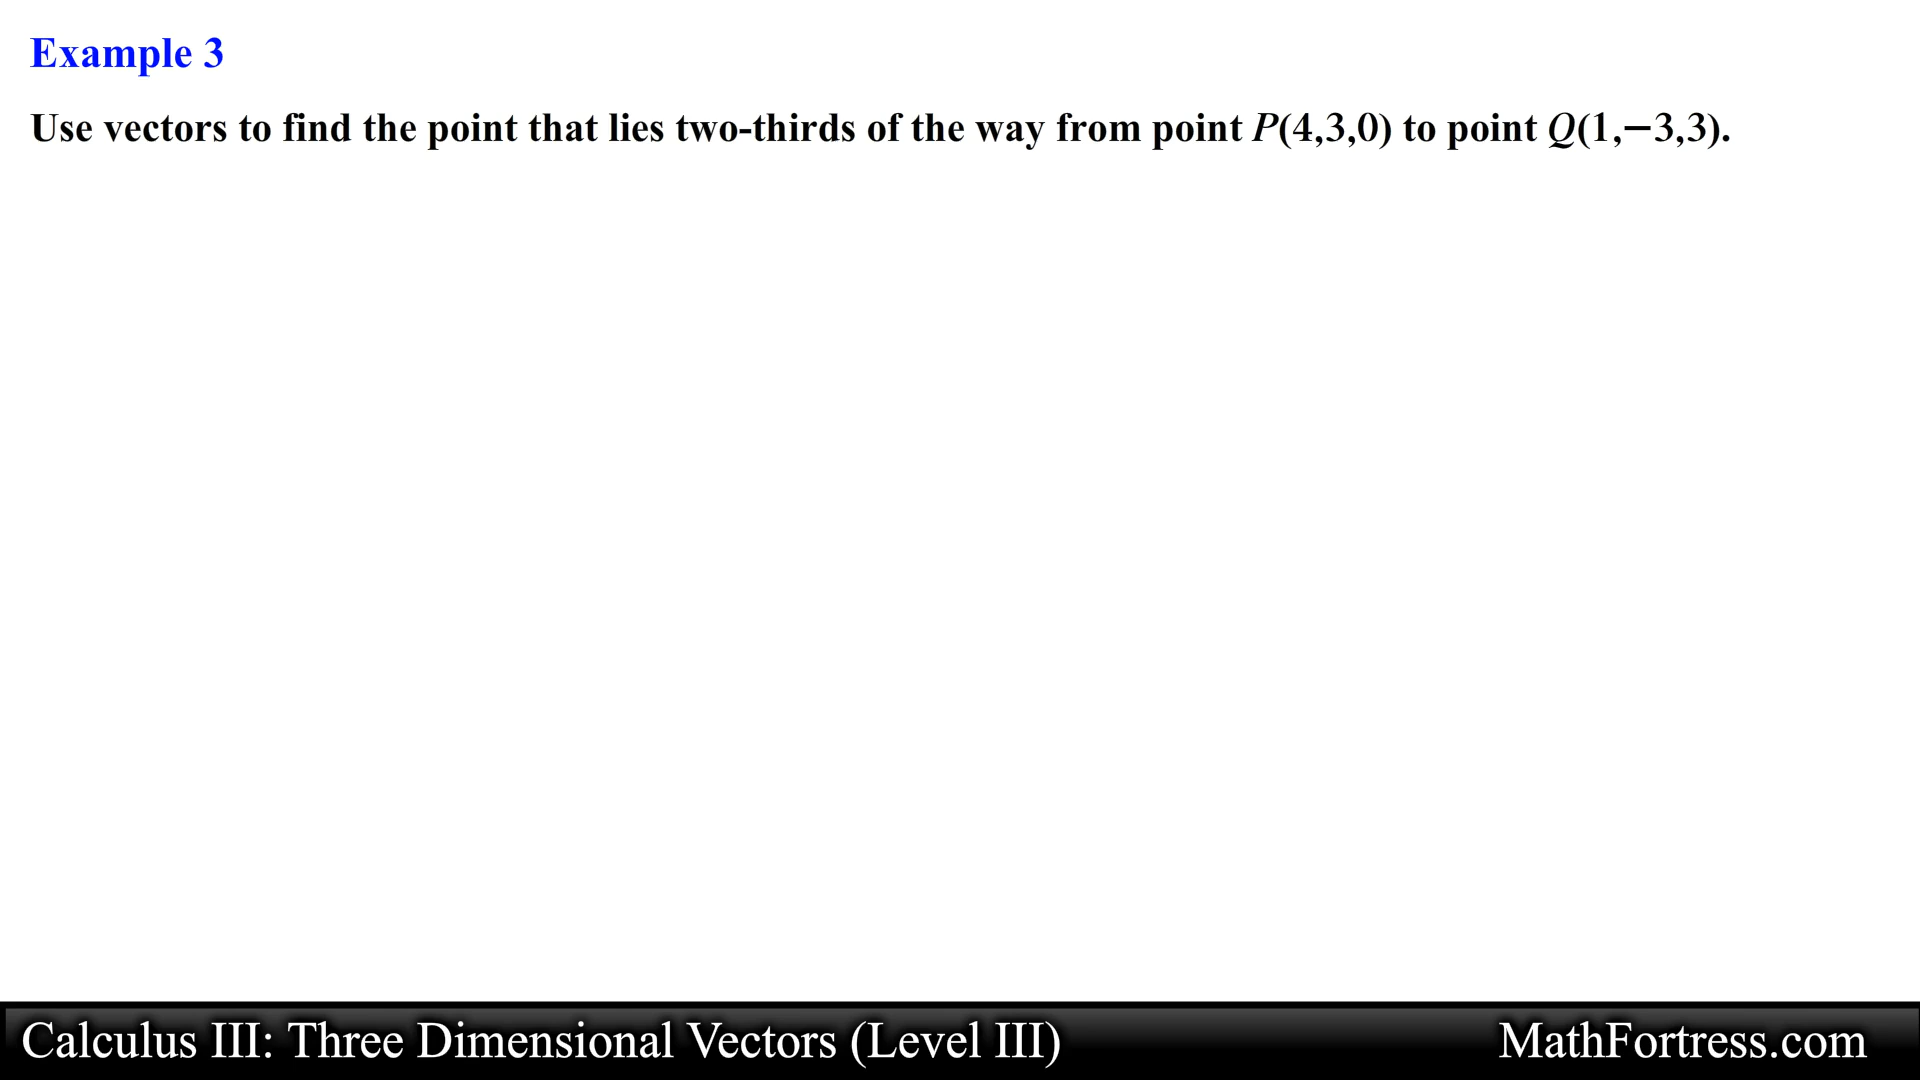 Example 3
Use vectors to find the point that lies two-thirds of the way from point P(4,3,0) to point Q(1,−3,3).
Calculus III: Three Dimensional Vectors (Level III)
MathFortress.com